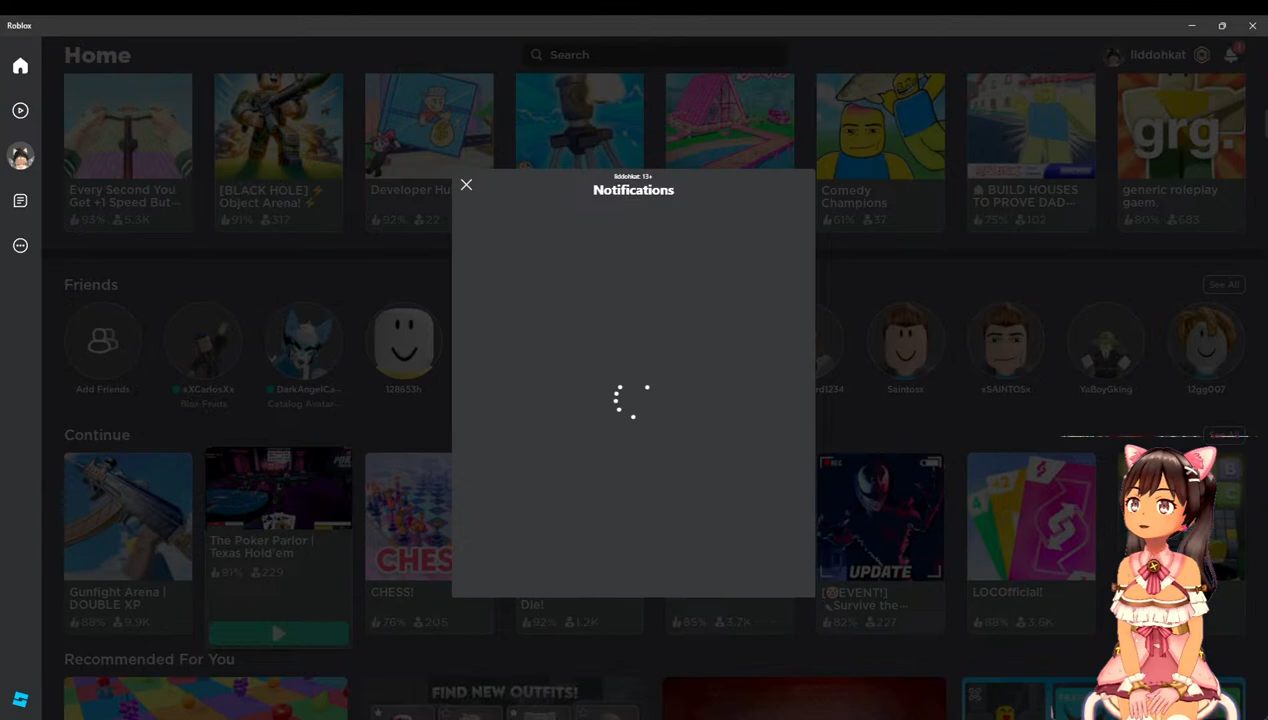 Roblox
Home
Search
liddohkat
1
Every Second You
Get +1 Speed But...
93% 5.3K
[BLACK HOLE] ⚡
Object Arena! ⚡
91% 317
Developer Hu
92% 22
Comedy
Champions
61% 37
BUILD HOUSES
TO PROVE DAD...
75% 102
grg.
generic roleplay
gaem.
80% 683
liddohkat: 13+
Notifications
Friends
See All
Add Friends
xXCarlosXx
Blox Fruits
DarkAngelCa...
Catalog Avatar...
128653h
rd1234
Saintoss
xSAINTOSx
YaBoyGking
12gg007
Continue
See All
Gunfight Arena |
DOUBLE XP
88% 9.9K
The Poker Parlor |
Texas Hold'em
91% 229
CHESS
CHESS!
76% 205
Die!
92% 1.2K
85% 3.7K
UPDATE
EVENT!]
Survive the...
82% 227
LOCOfficial!
88% 3.6K
Recommended For You
FIND NEW OUTFITS!